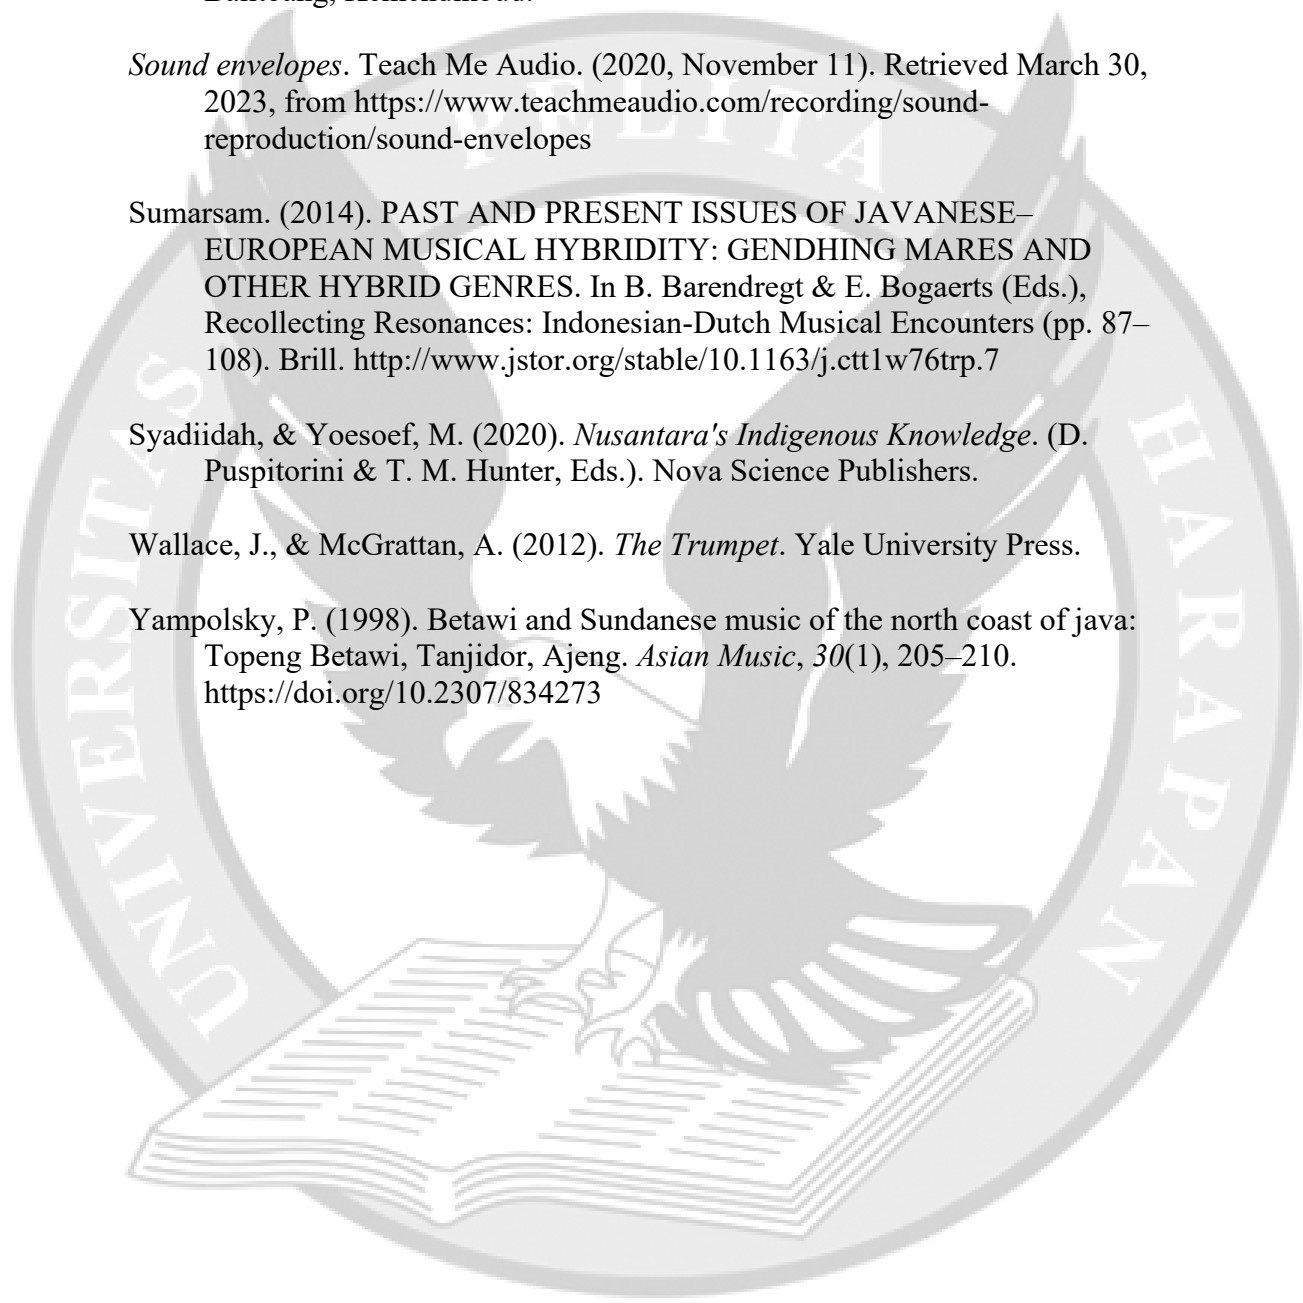 Sound envelopes. Teach Me Audio. (2020, November 11). Retrieved March 30,
2023, from https://www.teachmeaudio.com/recording/sound-
reproduction/sound-envelopes
Sumarsam. (2014). PAST AND PRESENT ISSUES OF JAVANESE–
EUROPEAN MUSICAL HYBRIDITY: GENDHING MARES AND
OTHER HYBRID GENRES. In B. Barendregt & E. Bogaerts (Eds.),
Recollecting Resonances: Indonesian-Dutch Musical Encounters (pp. 87–
108). Brill. http://www.jstor.org/stable/10.1163/j.ctt1w76trp.7
Syadiidah, & Yoesoef, M. (2020). Nusantara's Indigenous Knowledge. (D.
Puspitorini & T. M. Hunter, Eds.). Nova Science Publishers.
Wallace, J., & McGrattan, A. (2012). The Trumpet. Yale University Press.
Yampolsky, P. (1998). Betawi and Sundanese music of the north coast of java:
Topeng Betawi, Tanjidor, Ajeng. Asian Music, 30(1), 205–210.
https://doi.org/10.2307/834273
UNIVERSITAS PELITA HARAPAN